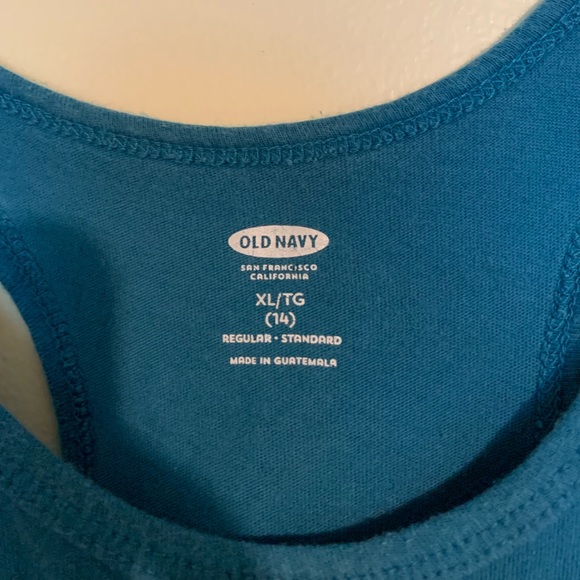 OLD NAVY
SAN FRANCISCO
CALIFORNIA
XL/TG
(14)
REGULAR • STANDARD
MADE IN GUATEMALA